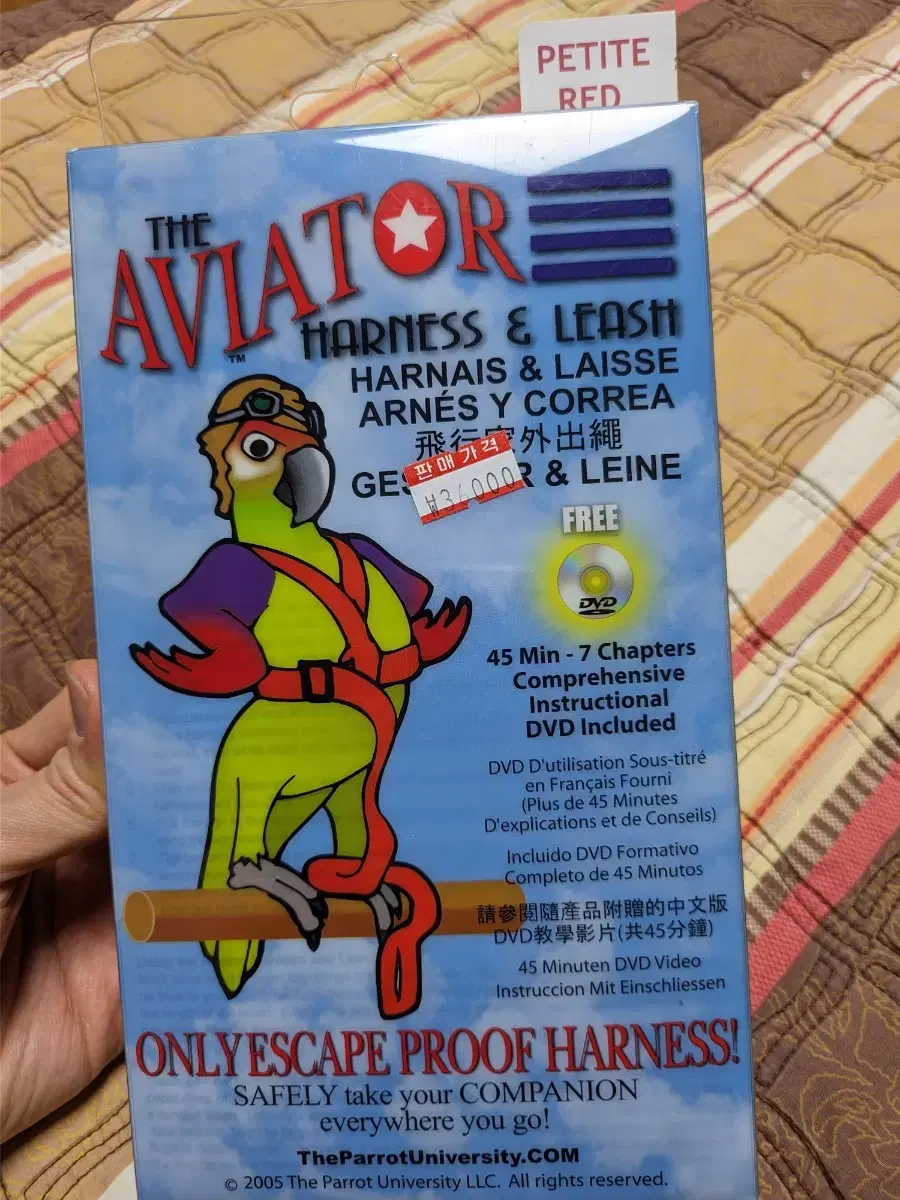 PETITE
RED
THE
AVIATOR
™
HARNESS & LEASH
HARNAIS & LAISSE
ARNÉS Y CORREA
飛行 外出繩
판매가격
₩36000
& LEINE
FREE
DVD
45 Min - 7 Chapters
Comprehensive
Instructional
DVD Included
DVD D'utilisation Sous-titré
en Français Fourni
(Plus de 45 Minutes
D'explications et de Conseils)
Incluido DVD Formativo
Completo de 45 Minutos
請參閱隨產品附贈的中文版
DVD教學影片(共45分鐘)
45 Minuten DVD Video
Instruccion Mit Einschliessen
ONLY ESCAPE PROOF HARNESS!
SAFELY take your COMPANION
everywhere you go!
TheParrotUniversity.COM
© 2005 The Parrot University LLC. All rights reserved.